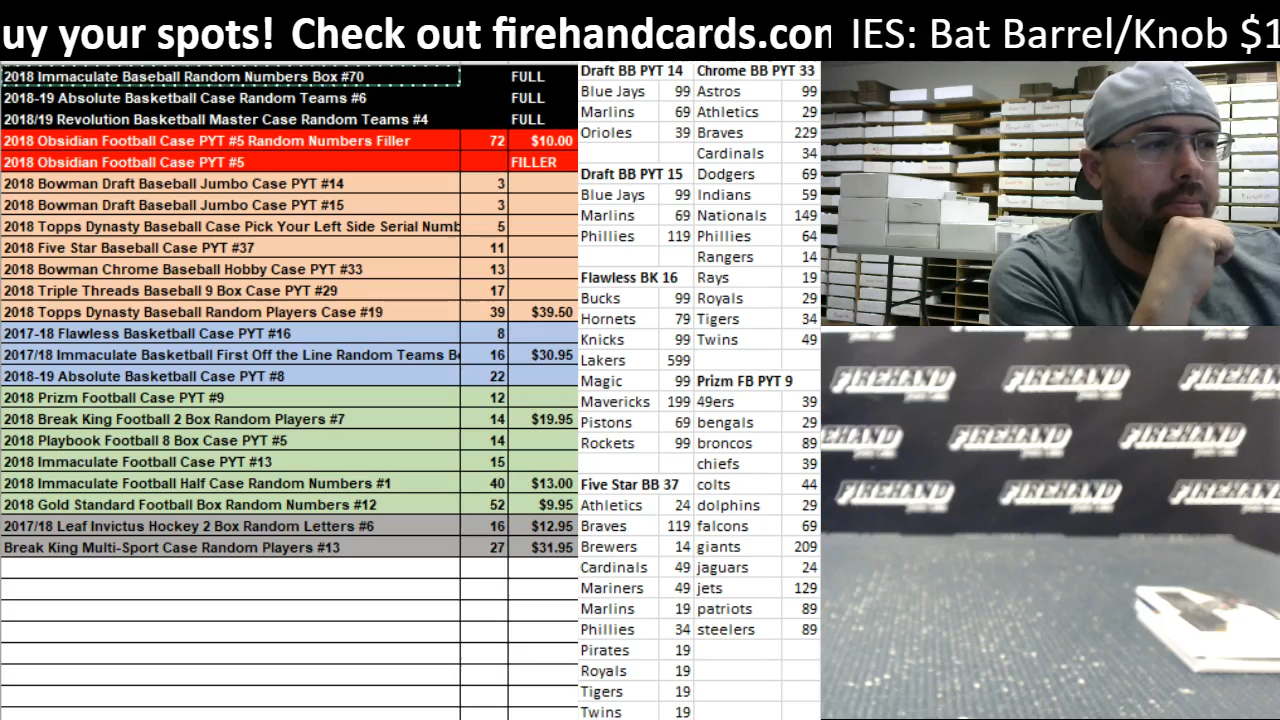 uy your spots!  Check out firehandcards.com
IES: Bat Barrel/Knob $1
2018 Immaculate Baseball Random Numbers Box #70 FULL
2018-19 Absolute Basketball Case Random Teams #6 FULL
2018/19 Revolution Basketball Master Case Random Teams #4 FULL
2018 Obsidian Football Case PYT #5 Random Numbers Filler 72 $10.00
2018 Obsidian Football Case PYT #5 FILLER
2018 Bowman Draft Baseball Jumbo Case PYT #14 3
2018 Bowman Draft Baseball Jumbo Case PYT #15 3
2018 Topps Dynasty Baseball Case Pick Your Left Side Serial Numb 5
2018 Five Star Baseball Case PYT #37 11
2018 Bowman Chrome Baseball Hobby Case PYT #33 13
2018 Triple Threads Baseball 9 Box Case PYT #29 17
2018 Topps Dynasty Baseball Random Players Case #19 39 $39.50
2017-18 Flawless Basketball Case PYT #16 8
2017/18 Immaculate Basketball First Off the Line Random Teams Bo 16 $30.95
2018-19 Absolute Basketball Case PYT #8 22
2018 Prizm Football Case PYT #9 12
2018 Break King Football 2 Box Random Players #7 14 $19.95
2018 Playbook Football 8 Box Case PYT #5 14
2018 Immaculate Football Case PYT #13 15
2018 Immaculate Football Half Case Random Numbers #1 40 $13.00
2018 Gold Standard Football Box Random Numbers #12 52 $9.95
2017/18 Leaf Invictus Hockey 2 Box Random Letters #6 16 $12.95
Break King Multi-Sport Case Random Players #13 27 $31.95
Draft BB PYT 14
Blue Jays 99
Marlins 69
Orioles 39
Draft BB PYT 15
Blue Jays 99
Marlins 69
Phillies 119
Flawless BK 16
Bucks 99
Hornets 79
Knicks 99
Lakers 599
Magic 99
Mavericks 199
Pistons 69
Rockets 99
Five Star BB 37
Athletics 24
Braves 119
Brewers 14
Cardinals 49
Mariners 49
Marlins 19
Phillies 34
Pirates 19
Royals 19
Tigers 19
Twins 19
Chrome BB PYT 33
Astros 99
Athletics 29
Braves 229
Cardinals 34
Dodgers 69
Indians 59
Nationals 149
Phillies 64
Rangers 14
Rays 19
Royals 29
Tigers 34
Twins 49
Prizm FB PYT 9
49ers 39
bengals 29
broncos 89
chiefs 39
colts 44
dolphins 29
falcons 69
giants 209
jaguars 24
jets 129
patriots 89
steelers 89
FIREHAND FIREHAND FIREHAND
FIREHAND FIREHAND FIREHAND
FIREHAND FIREHAND FIREHAND